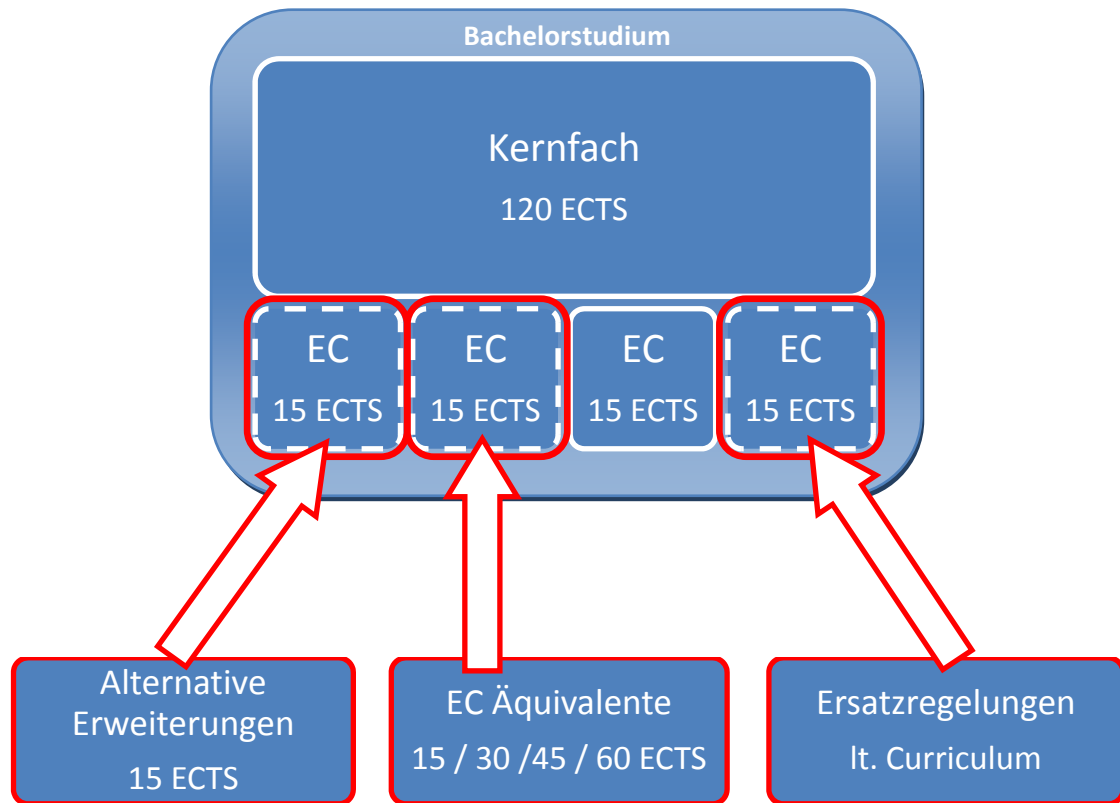 Bachelorstudium
Kernfach
120 ECTS
EC
15 ECTS
EC
15 ECTS
EC
15 ECTS
EC
15 ECTS
Alternative
Erweiterungen
15 ECTS
EC Äquivalente
15 / 30 /45 / 60 ECTS
Ersatzregelungen
lt. Curriculum